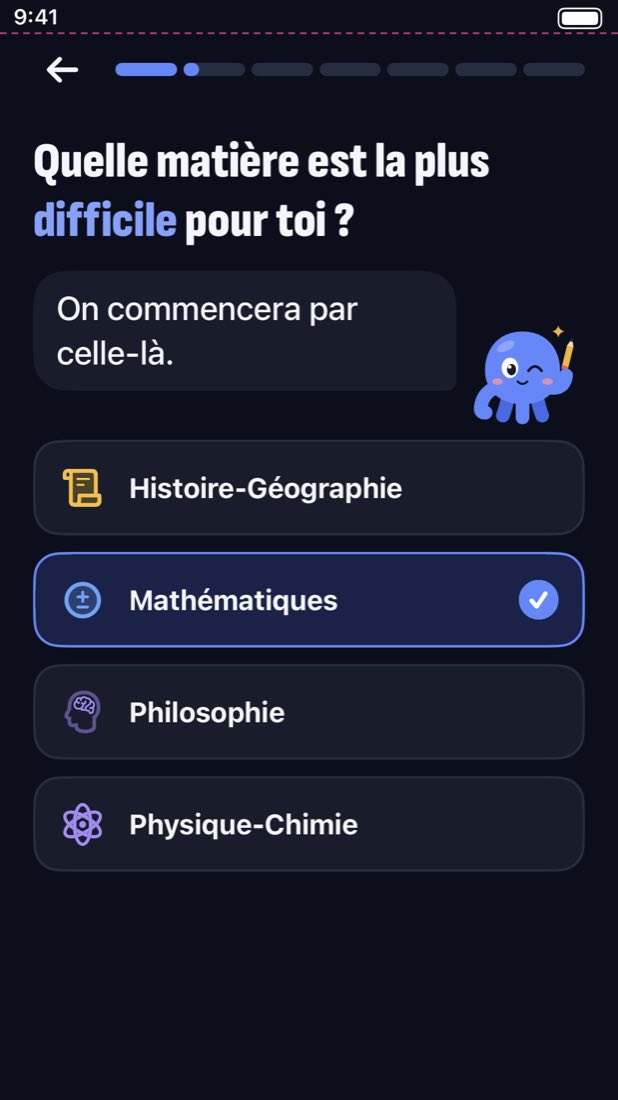 9:41
Quelle matière est la plus
difficile pour toi ?
On commencera par
celle-là.
Histoire-Géographie
Mathématiques
Philosophie
Physique-Chimie